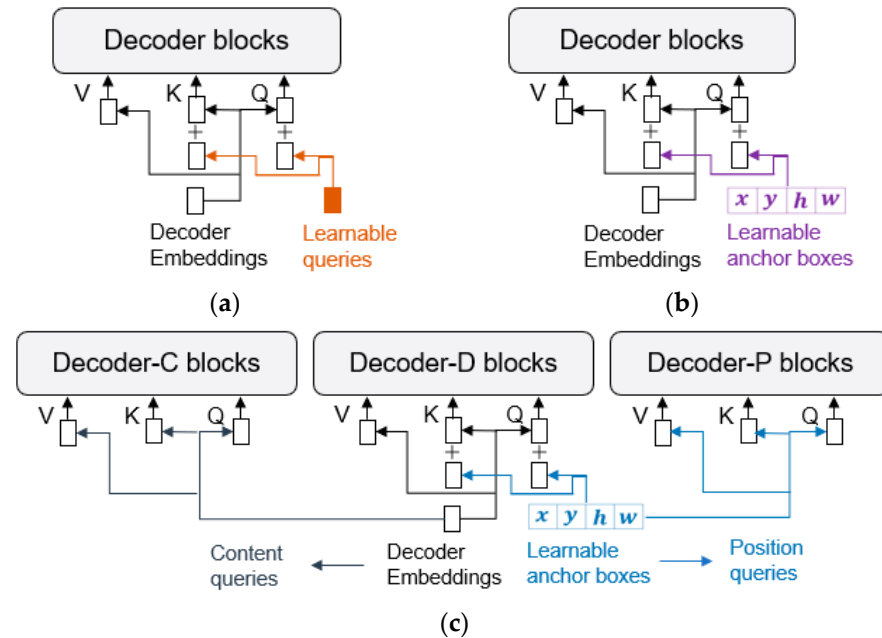 Decoder blocks
V
K
Q
+
+
Decoder
Embeddings
Learnable
queries
(a)
Decoder blocks
V
K
Q
+
+
x y h w
Decoder
Embeddings
Learnable
anchor boxes
(b)
Decoder-C blocks
V
K
Q
Decoder-D blocks
V
K
Q
+
+
x y h w
Decoder-P blocks
V
K
Q
Content
queries
Decoder
Embeddings
Learnable
anchor boxes
Position
queries
(c)